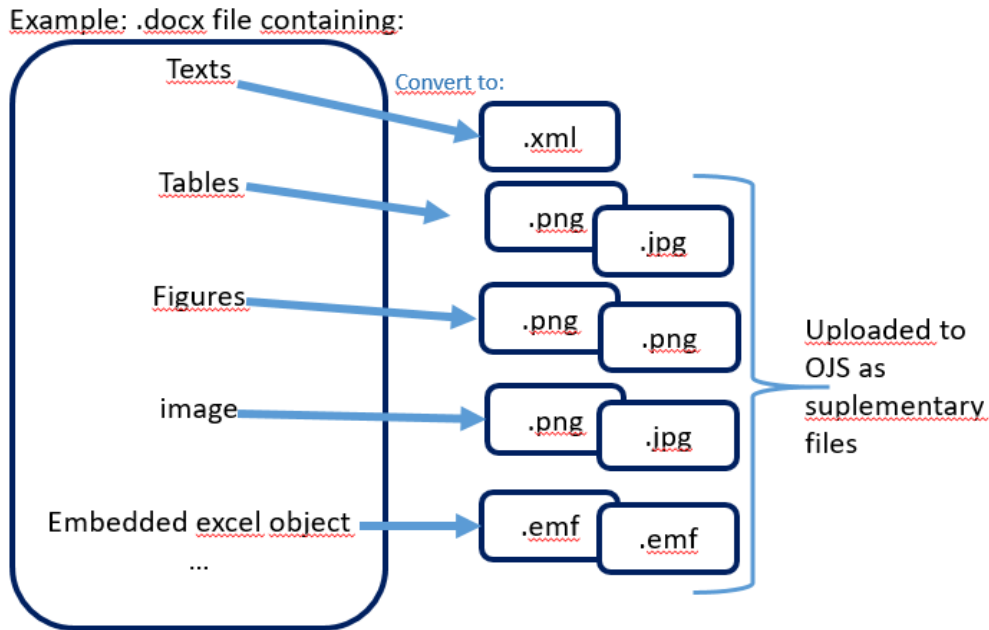 Example: .docx file containing:
Texts
Convert to:
.xml
Tables
.png
.jpg
Figures
.png
.png
image
.png
.jpg
Embedded excel object
.emf
.emf
...
Uploaded to
OJS as
suplementary
files